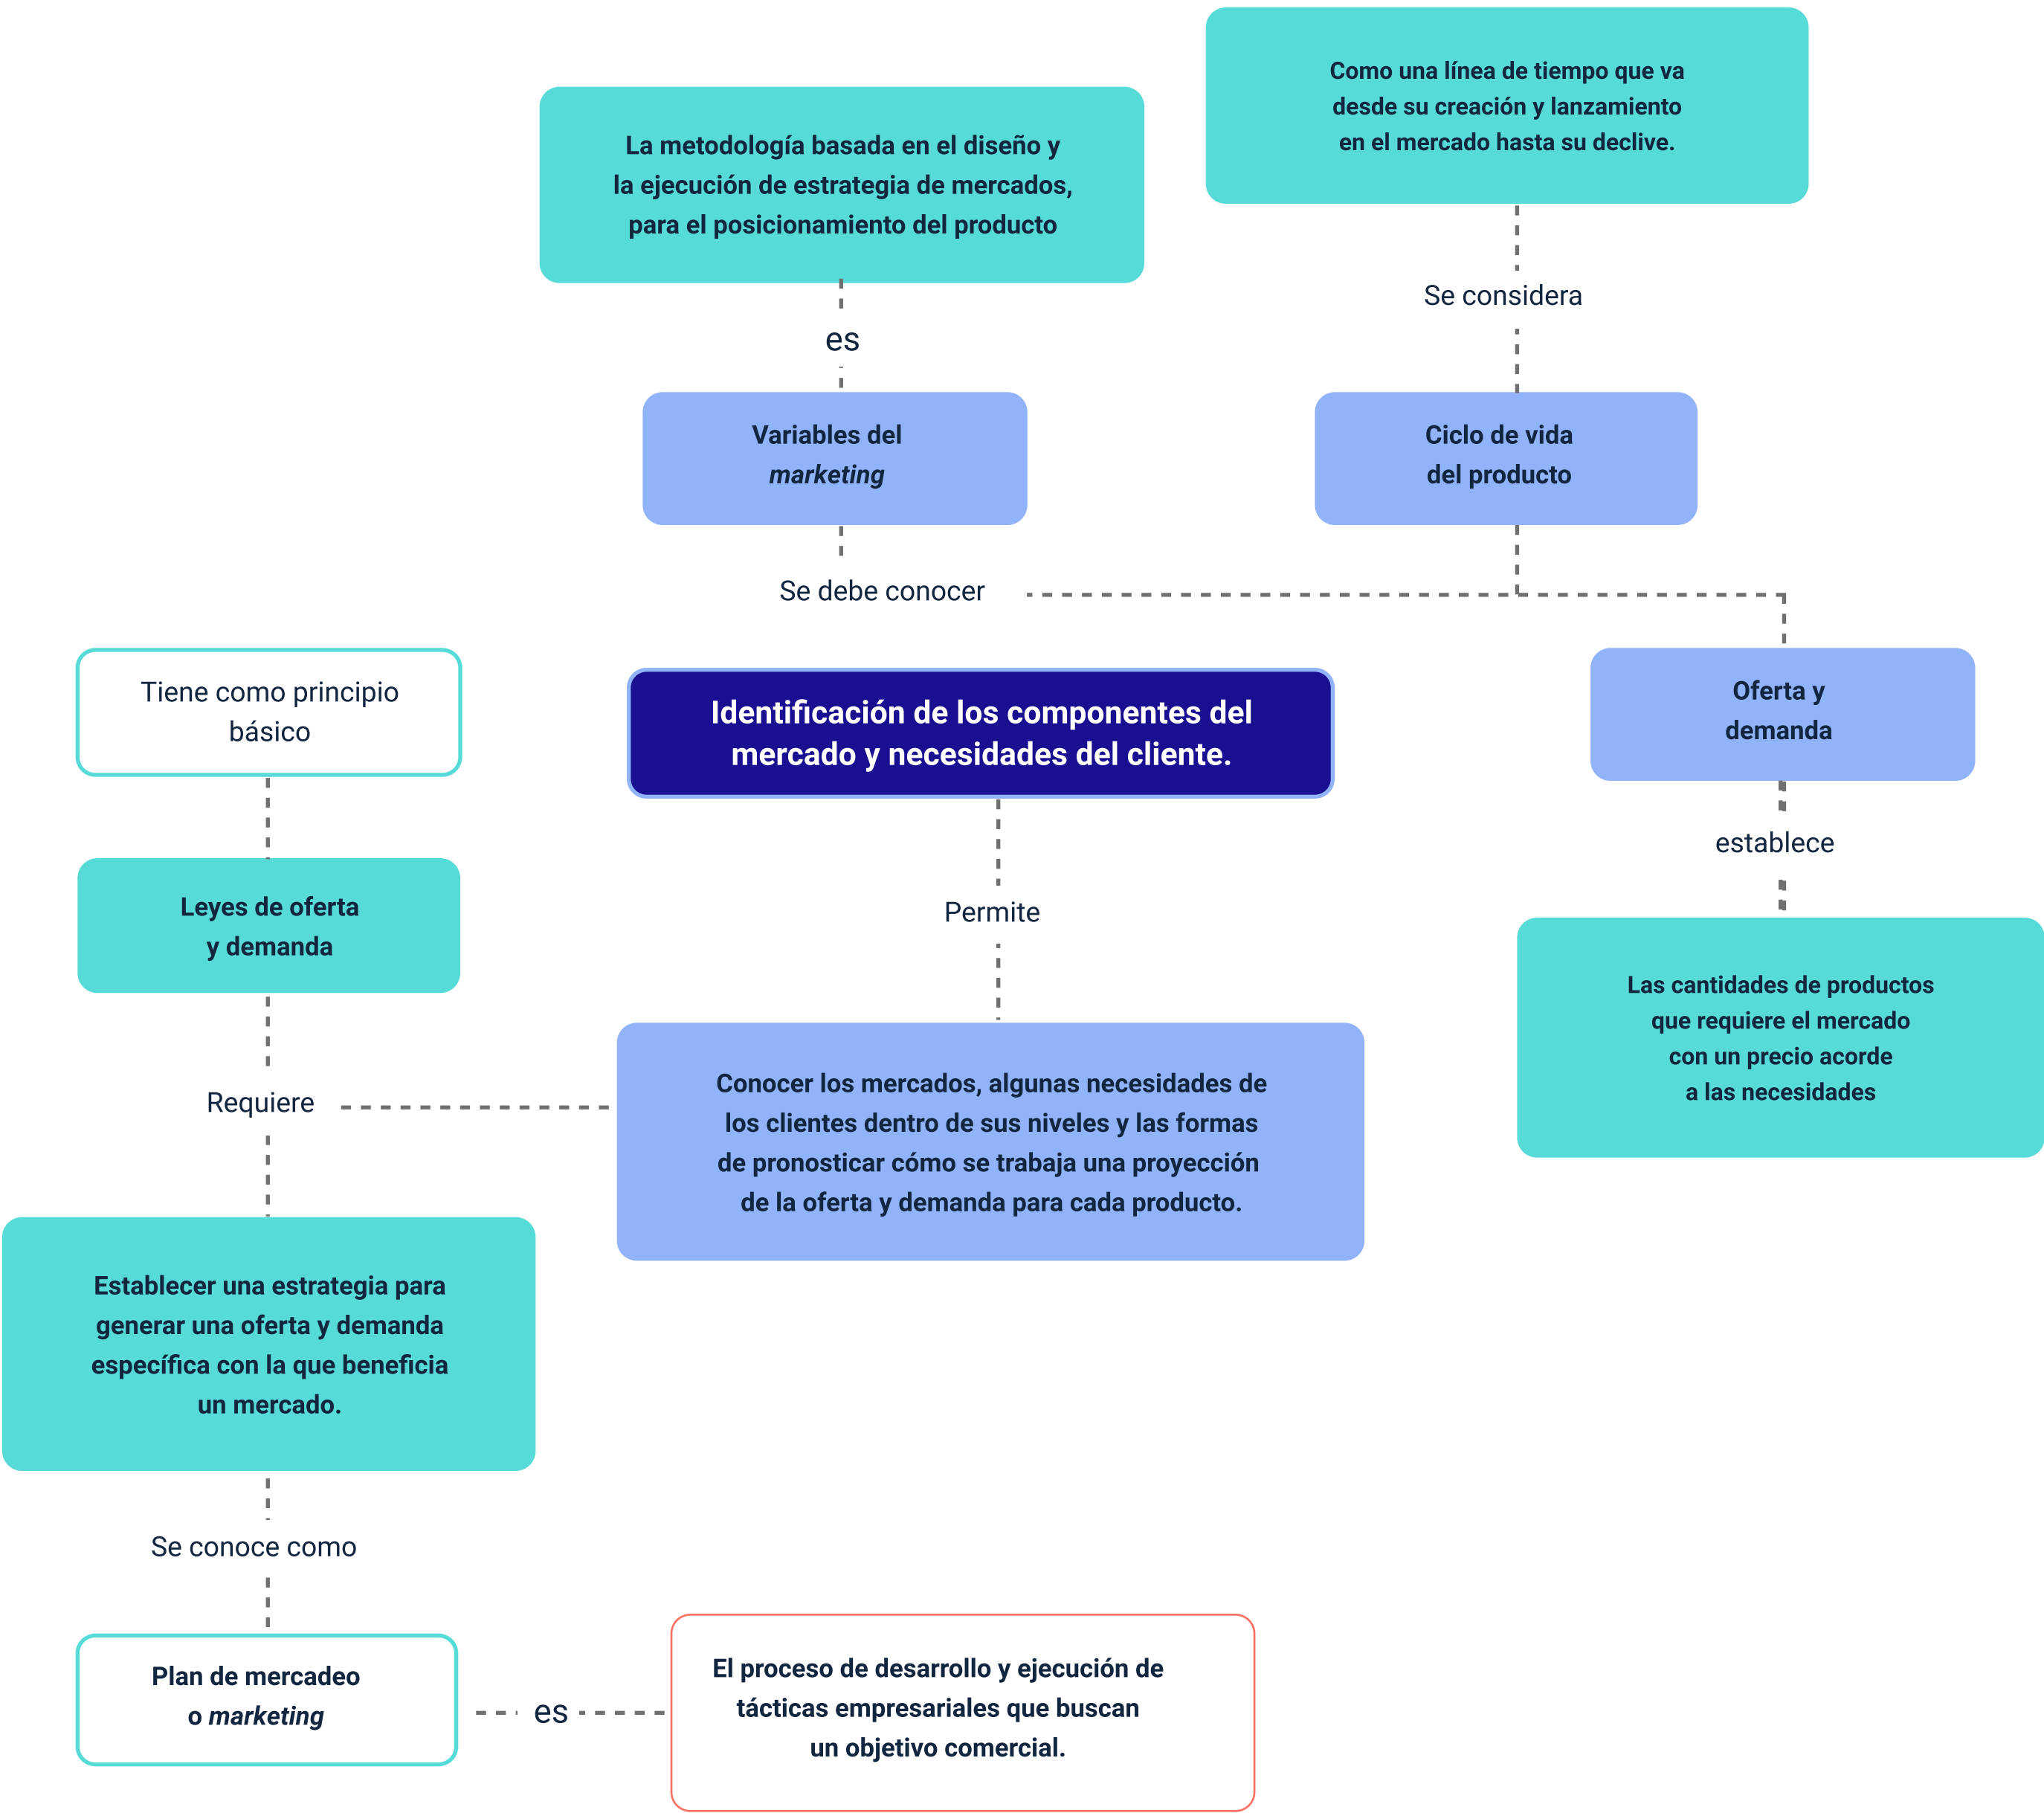 Como una línea de tiempo que va
desde su creación y lanzamiento
en el mercado hasta su declive.
La metodología basada en el diseño y
la ejecución de estrategia de mercados,
para el posicionamiento del producto
Se considera
es
Variables del
marketing
Ciclo de vida
del producto
Se debe conocer
Tiene como principio
básico
Identificación de los componentes del
mercado y necesidades del cliente.
Oferta y
demanda
establece
Leyes de oferta
y demanda
Permite
Las cantidades de productos
que requiere el mercado
con un precio acorde
a las necesidades
Requiere
Conocer los mercados, algunas necesidades de
los clientes dentro de sus niveles y las formas
de pronosticar cómo se trabaja una proyección
de la oferta y demanda para cada producto.
Establecer una estrategia para
generar una oferta y demanda
específica con la que beneficia
un mercado.
Se conoce como
Plan de mercadeo
o marketing
es
El proceso de desarrollo y ejecución de
tácticas empresariales que buscan
un objetivo comercial.